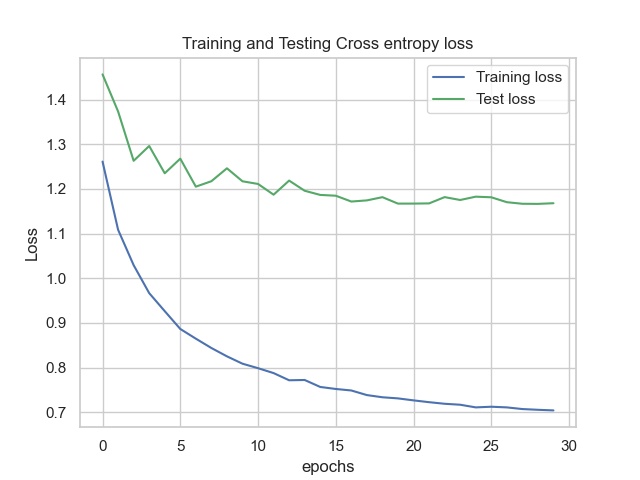 Training and Testing Cross entropy loss
Training loss
Test loss
1.4
1.3
1.2
1.1
1.0
0.9
0.8
0.7
Loss
0 5 10 15 20 25 30
epochs